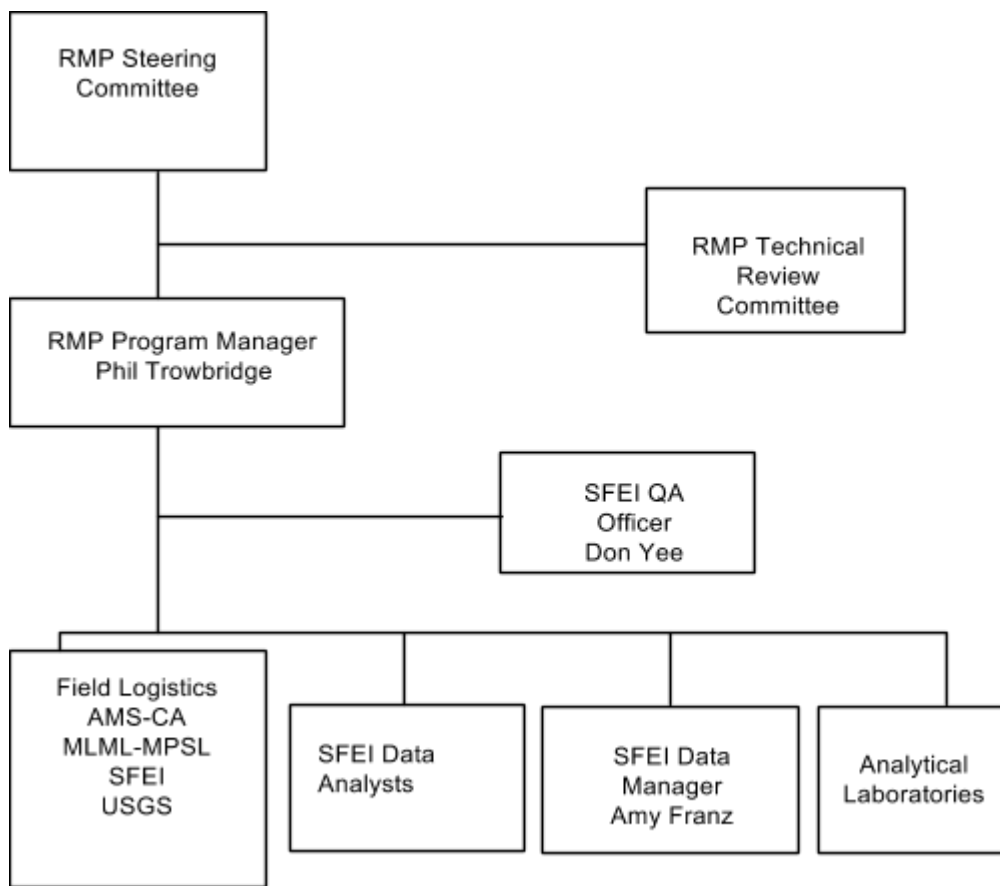 RMP Steering
Committee
RMP Technical
Review
Committee
RMP Program Manager
Phil Trowbridge
SFEI QA
Officer
Don Yee
Field Logistics
AMS-CA
MLML-MPSL
SFEI
USGS
SFEI Data
Analysts
SFEI Data
Manager
Amy Franz
Analytical
Laboratories